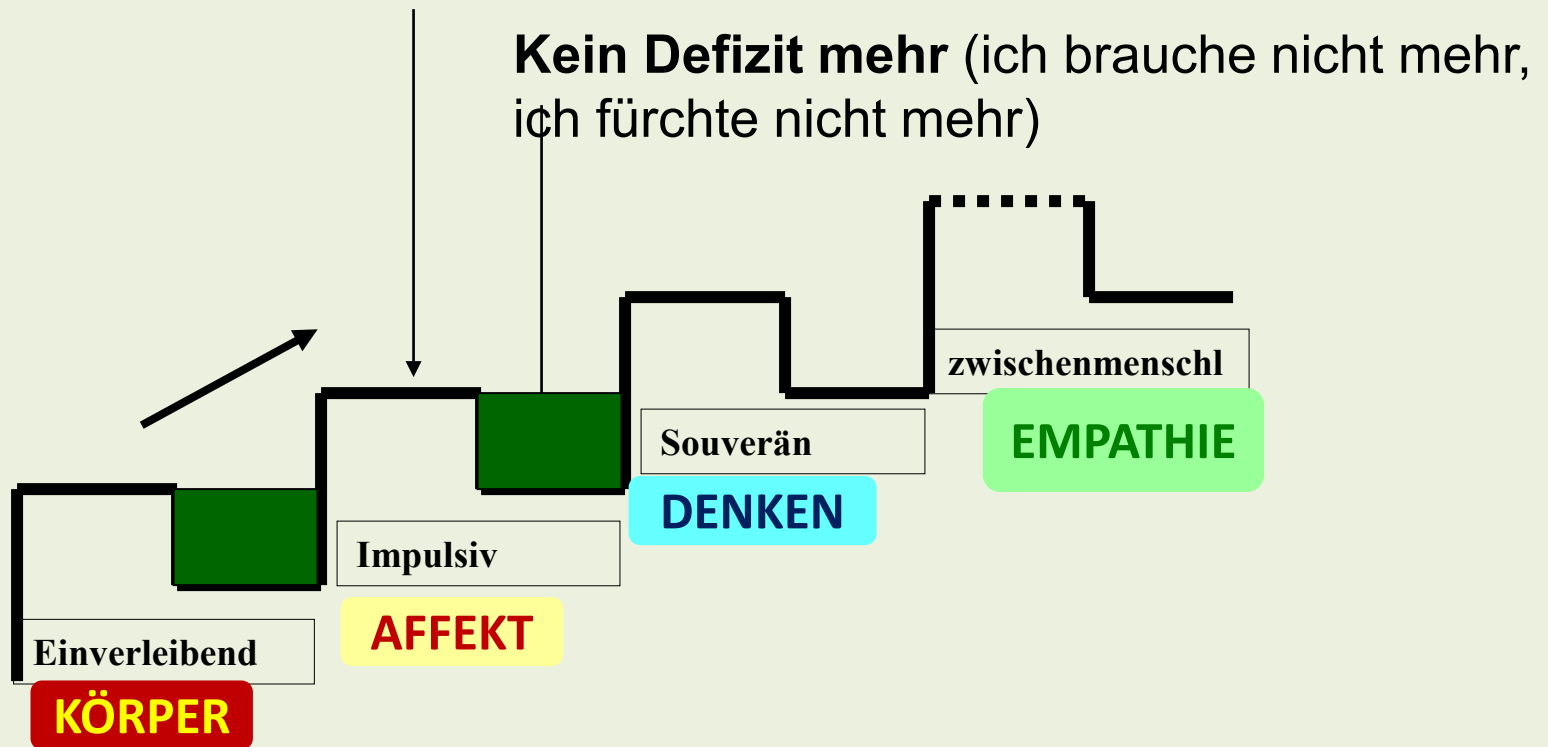 Kein Defizit mehr (ich brauche nicht mehr,
ich fürchte nicht mehr)
zwischenmenschl
EMPATHIE
Souverän
DENKEN
Impulsiv
AFFEKT
Einverleibend
KÖRPER